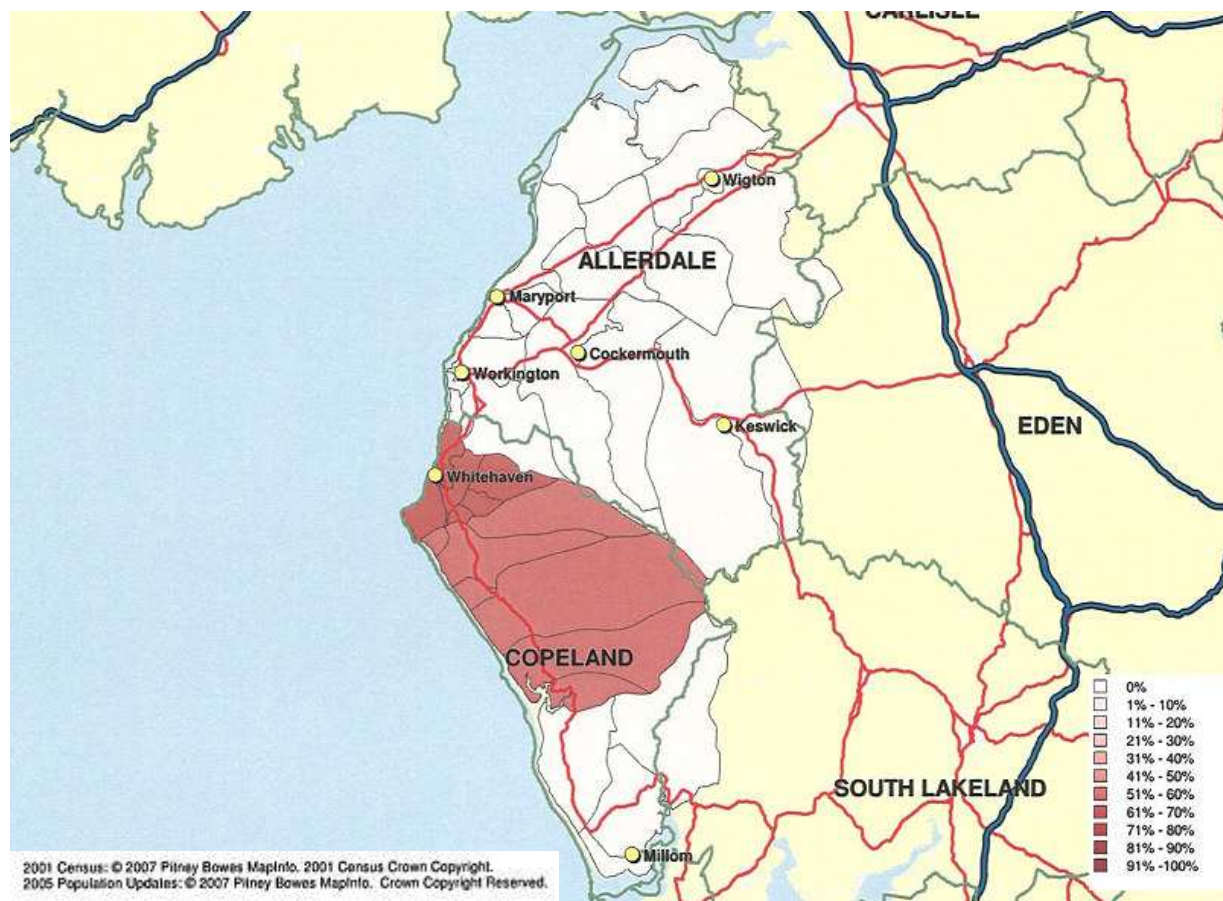 CARLISLE
Wigton
ALLERDALE
Maryport
Cockermouth
Workington
Keswick
EDEN
Whitehaven
COPELAND
SOUTH LAKELAND
Millom
0%
1% - 10%
11% - 20%
21% - 30%
31% - 40%
41% - 50%
51% - 60%
61% - 70%
71% - 80%
81% - 90%
91% -100%
2001 Census: © 2007 Pitney Bowes MapInfo. 2001 Census Crown Copyright.
2005 Population Updates: © 2007 Pitney Bowes MapInfo. Crown Copyright Reserved.